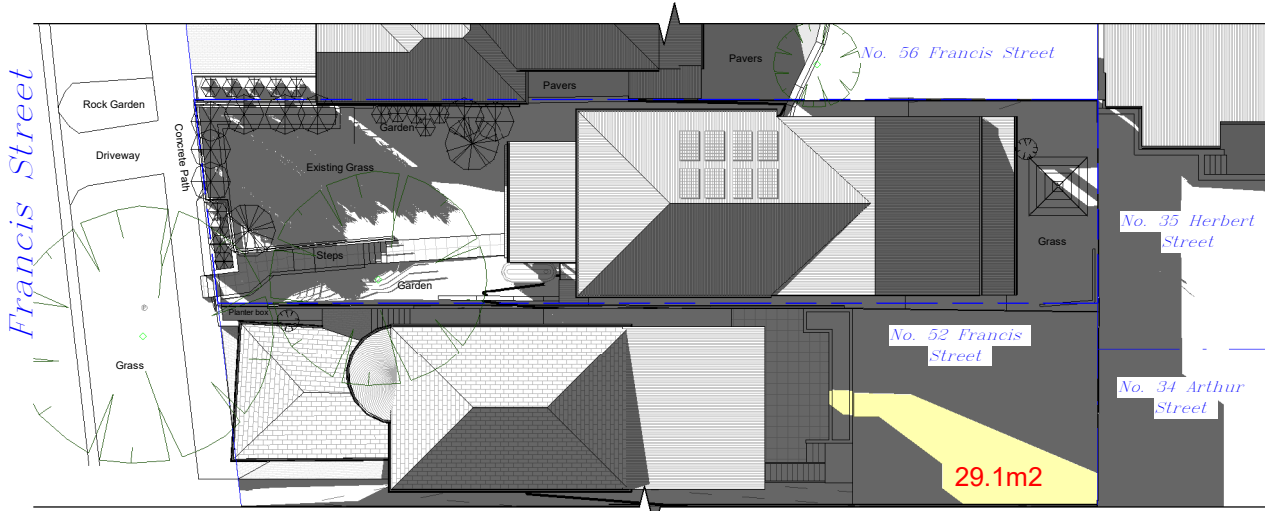 Francis Street
Rock Garden
Driveway
Concrete Path
Grass
Pavers
Pavers
No. 56 Francis Street
Garden
Existing Grass
Steps
Garden
Planter box
Grass
No. 35 Herbert
Street
No. 52 Francis
Street
No. 34 Arthur
Street
29.1m2